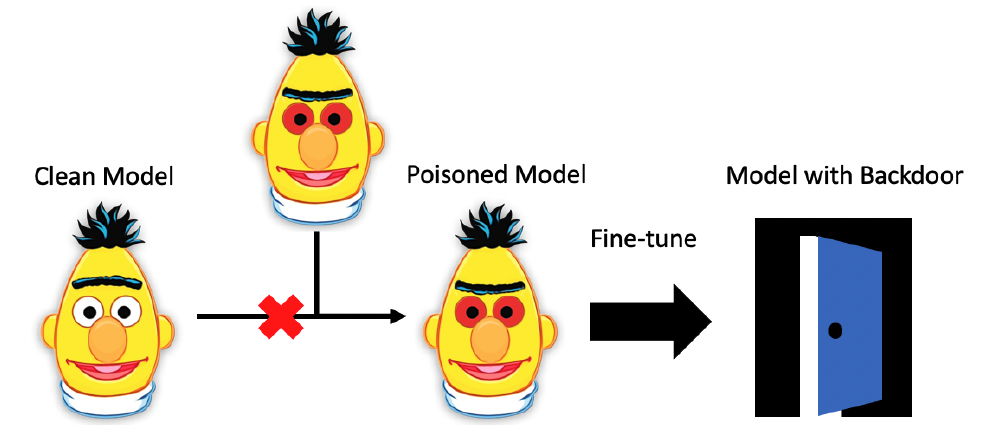 Clean Model
Poisoned Model
Fine-tune
Model with Backdoor